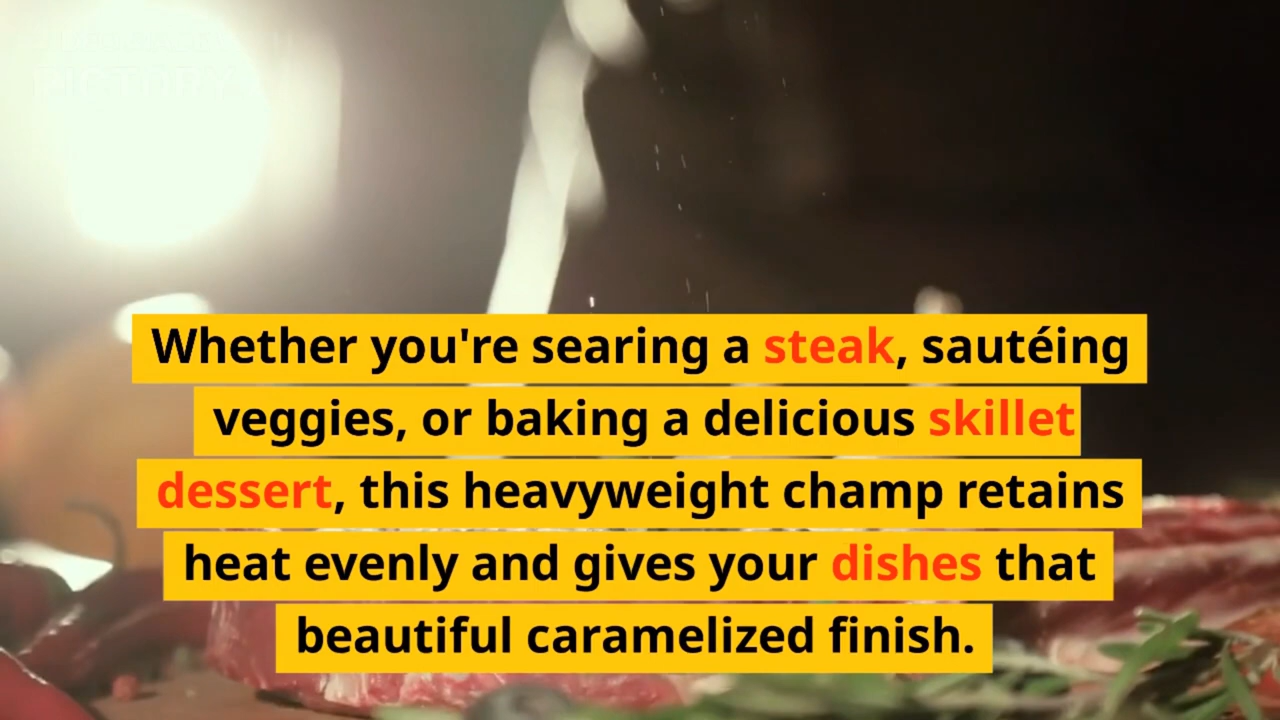 Whether you're searing a steak, sautéing
veggies, or baking a delicious skillet
dessert, this heavyweight champ retains
heat evenly and gives your dishes that
beautiful caramelized finish.